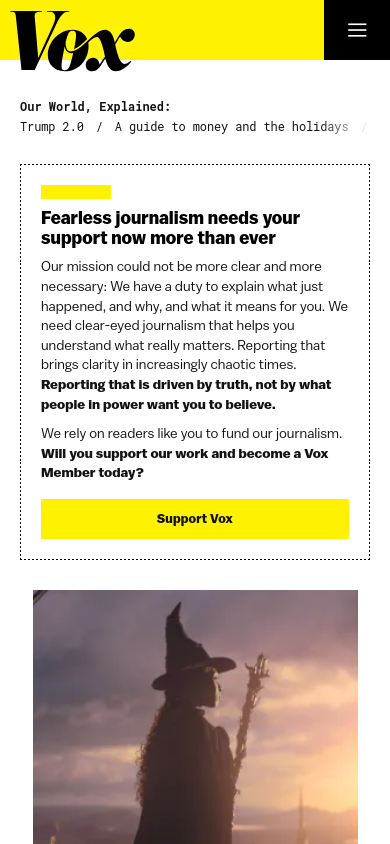 Vox
Our World, Explained:
Trump 2.0 / A guide to money and the holidays /
Fearless journalism needs your
support now more than ever
Our mission could not be more clear and more
necessary: We have a duty to explain what just
happened, and why, and what it means for you. We
need clear-eyed journalism that helps you
understand what really matters. Reporting that
brings clarity in increasingly chaotic times.
Reporting that is driven by truth, not by what
people in power want you to believe.
We rely on readers like you to fund our journalism.
Will you support our work and become a Vox
Member today?
Support Vox